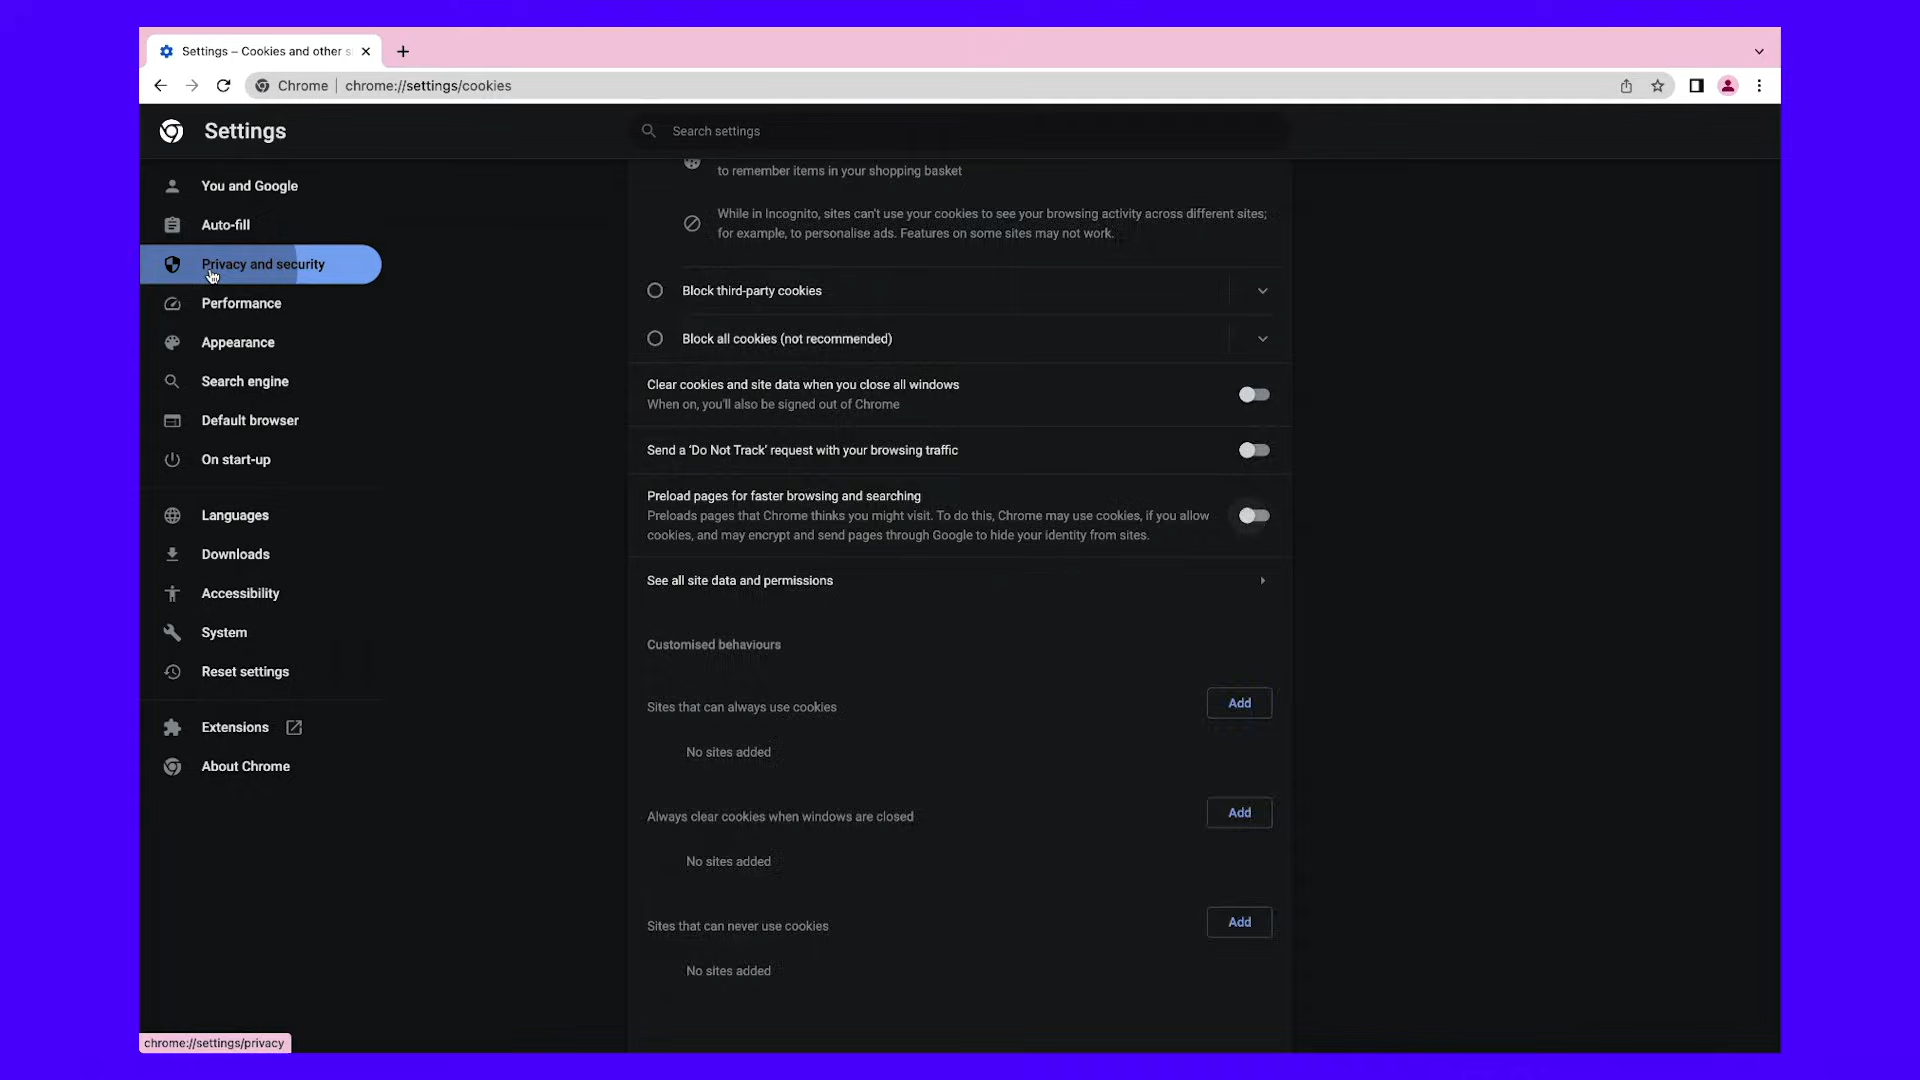 Settings – Cookies and other s
Chrome | chrome://settings/cookies
Settings
Search settings
You and Google
Auto-fill
Privacy and security
Performance
Appearance
Search engine
Default browser
On start-up
Languages
Downloads
Accessibility
System
Reset settings
Extensions
About Chrome
to remember items in your shopping basket
While in Incognito, sites can't use your cookies to see your browsing activity across different sites;
for example, to personalise ads. Features on some sites may not work.
Block third-party cookies
Block all cookies (not recommended)
Clear cookies and site data when you close all windows
When on, you'll also be signed out of Chrome
Send a ‘Do Not Track’ request with your browsing traffic
Preload pages for faster browsing and searching
Preloads pages that Chrome thinks you might visit. To do this, Chrome may use cookies, if you allow
cookies, and may encrypt and send pages through Google to hide your identity from sites.
See all site data and permissions
Customised behaviours
Sites that can always use cookies
Add
No sites added
Always clear cookies when windows are closed
Add
No sites added
Sites that can never use cookies
Add
No sites added
chrome://settings/privacy